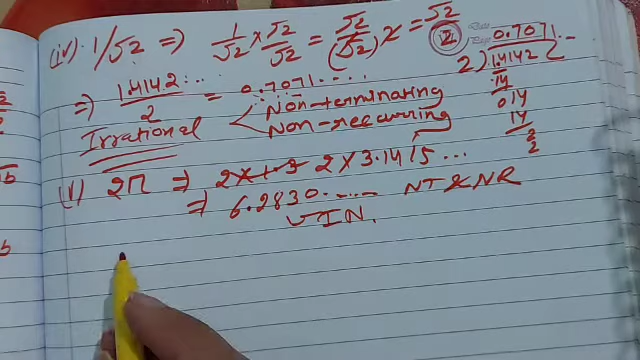 (iv) 1/√2 ⇒ 1/√2 × √2/√2 = √2/(√2)2 = √2/2
⇒ 1.4142.../2 = 0.7071.....
Irrational < Non-terminating
Non-recurring
0.7071...
2)1.4142(
14
014
14
2
2
(V) 2π ⇒ 2 × 3.1415...
⇒ 6.2830...... NT & NR
IN.